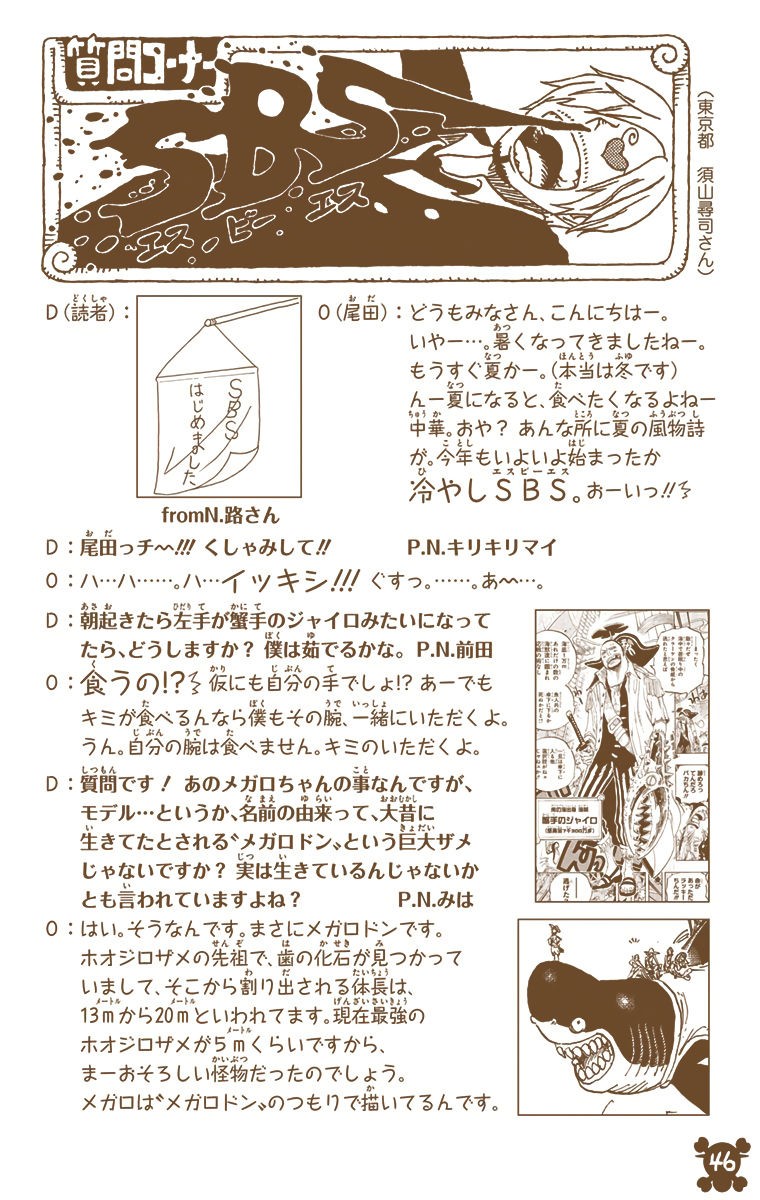 質問コーナー
SBS
エス・ビー・エス
(東京都 須山尋司さん)
D(読者):
SBS
はじめました
fromN.路さん
O(尾田):どうもみなさん、こんにちはー。
いやー…。暑くなってきましたねー。
もうすぐ夏かー。(本当は冬です)
んー夏になると、食べたくなるよねー
中華。おや? あんな所に夏の風物詩
が。今年もいよいよ始まったか
冷やしSBS。おーいっ!!
D:尾田っチ〜!!! くしゃみして!! P.N.キリキリマイ
O:ハ…ハ……。ハ…イッキシ!!! ぐすっ。……。あ〜…。
D:朝起きたら左手が蟹手のジャイロみたいになって
たら、どうしますか? 僕は茹でるかな。 P.N.前田
O:食うの!? 仮にも自分の手でしょ!? あーでも
キミが食べるんなら僕もその腕、一緒にいただくよ。
うん。自分の腕は食べません。キミのいただくよ。
蟹手のジャイロ
D:質問です! あのメガロちゃんの事なんですが、
モデル…というか、名前の由来って、大昔に
生きてたとされる〝メガロドン〟という巨大ザメ
じゃないですか? 実は生きているんじゃないか
とも言われていますよね? P.N.みは
O:はい。そうなんです。まさにメガロドンです。
ホオジロザメの先祖で、歯の化石が見つかって
いまして、そこから割り出される体長は、
13mから20mといわれてます。現在最強の
ホオジロザメが5mくらいですから、
まーおそろしい怪物だったのでしょう。
メガロは〝メガロドン〟のつもりで描いてるんです。
46